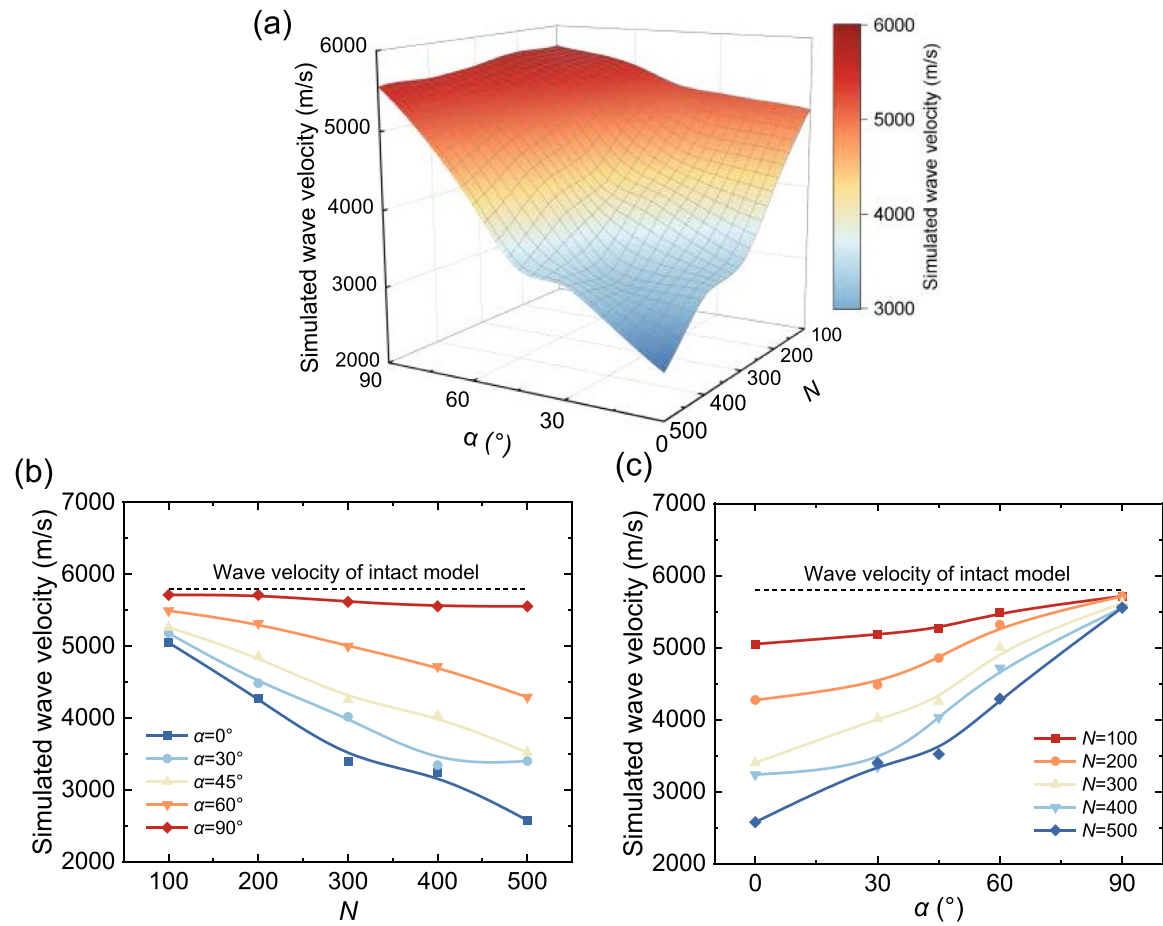 (a)
6000
5000
4000
3000
2000
Simulated wave velocity (m/s)
90
60
30
0
α (°)
500
400
300
200
100
N
6000
5000
4000
3000
Simulated wave velocity (m/s)
(b)
7000
6000
5000
4000
3000
2000
Simulated wave velocity (m/s)
Wave velocity of intact model
α=0°
α=30°
α=45°
α=60°
α=90°
100 200 300 400 500
N
(c)
7000
6000
5000
4000
3000
2000
Simulated wave velocity (m/s)
Wave velocity of intact model
N=100
N=200
N=300
N=400
N=500
0 30 60 90
α (°)